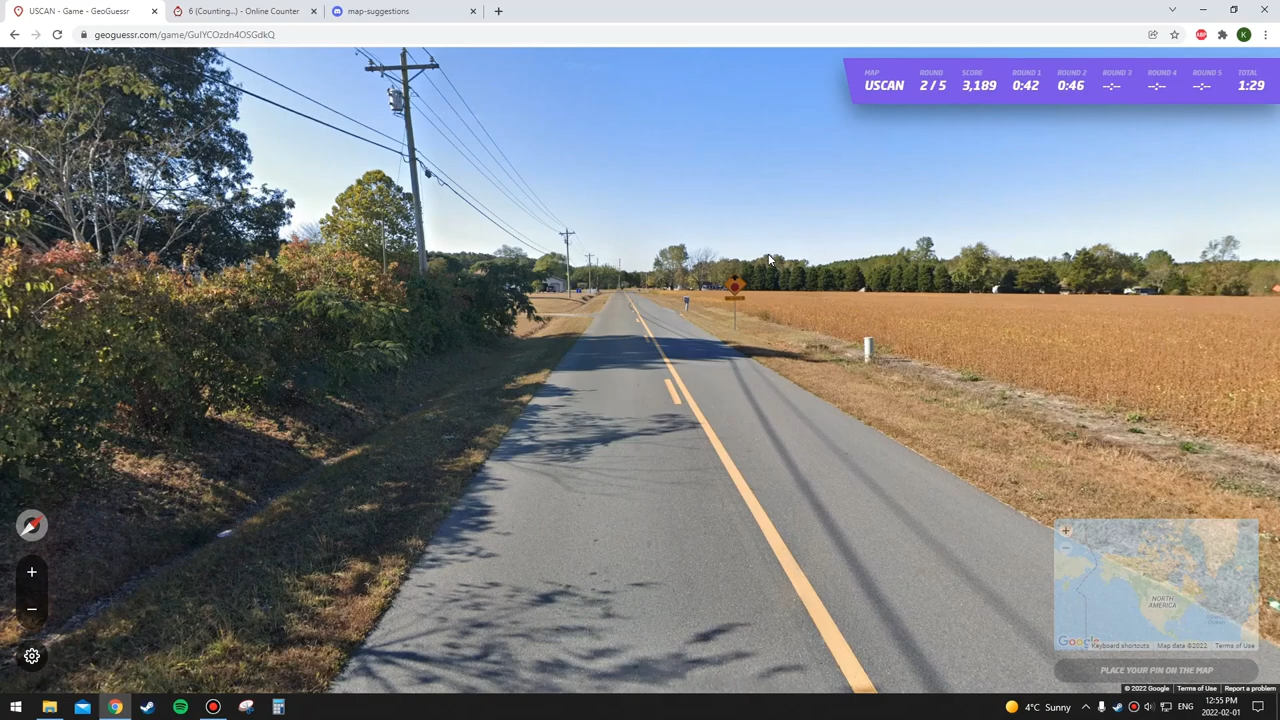 USCAN - Game - GeoGuessr
6 (Counting...) - Online Counter
map-suggestions
geoguessr.com/game/GulYCOzdn4OSGdkQ
ABP
K
MAP ROUND SCORE ROUND 1 ROUND 2 ROUND 3 ROUND 4 ROUND 5 TOTAL
USCAN 2 / 5 3,189 0:42 0:46 --:-- --:-- --:-- 1:29
NORTH
AMERICA
Google
Keyboard shortcuts Map data ©2022 Terms of Use
PLACE YOUR PIN ON THE MAP
© 2022 Google Terms of Use Report a problem
4°C Sunny
ENG
12:55 PM
2022-02-01